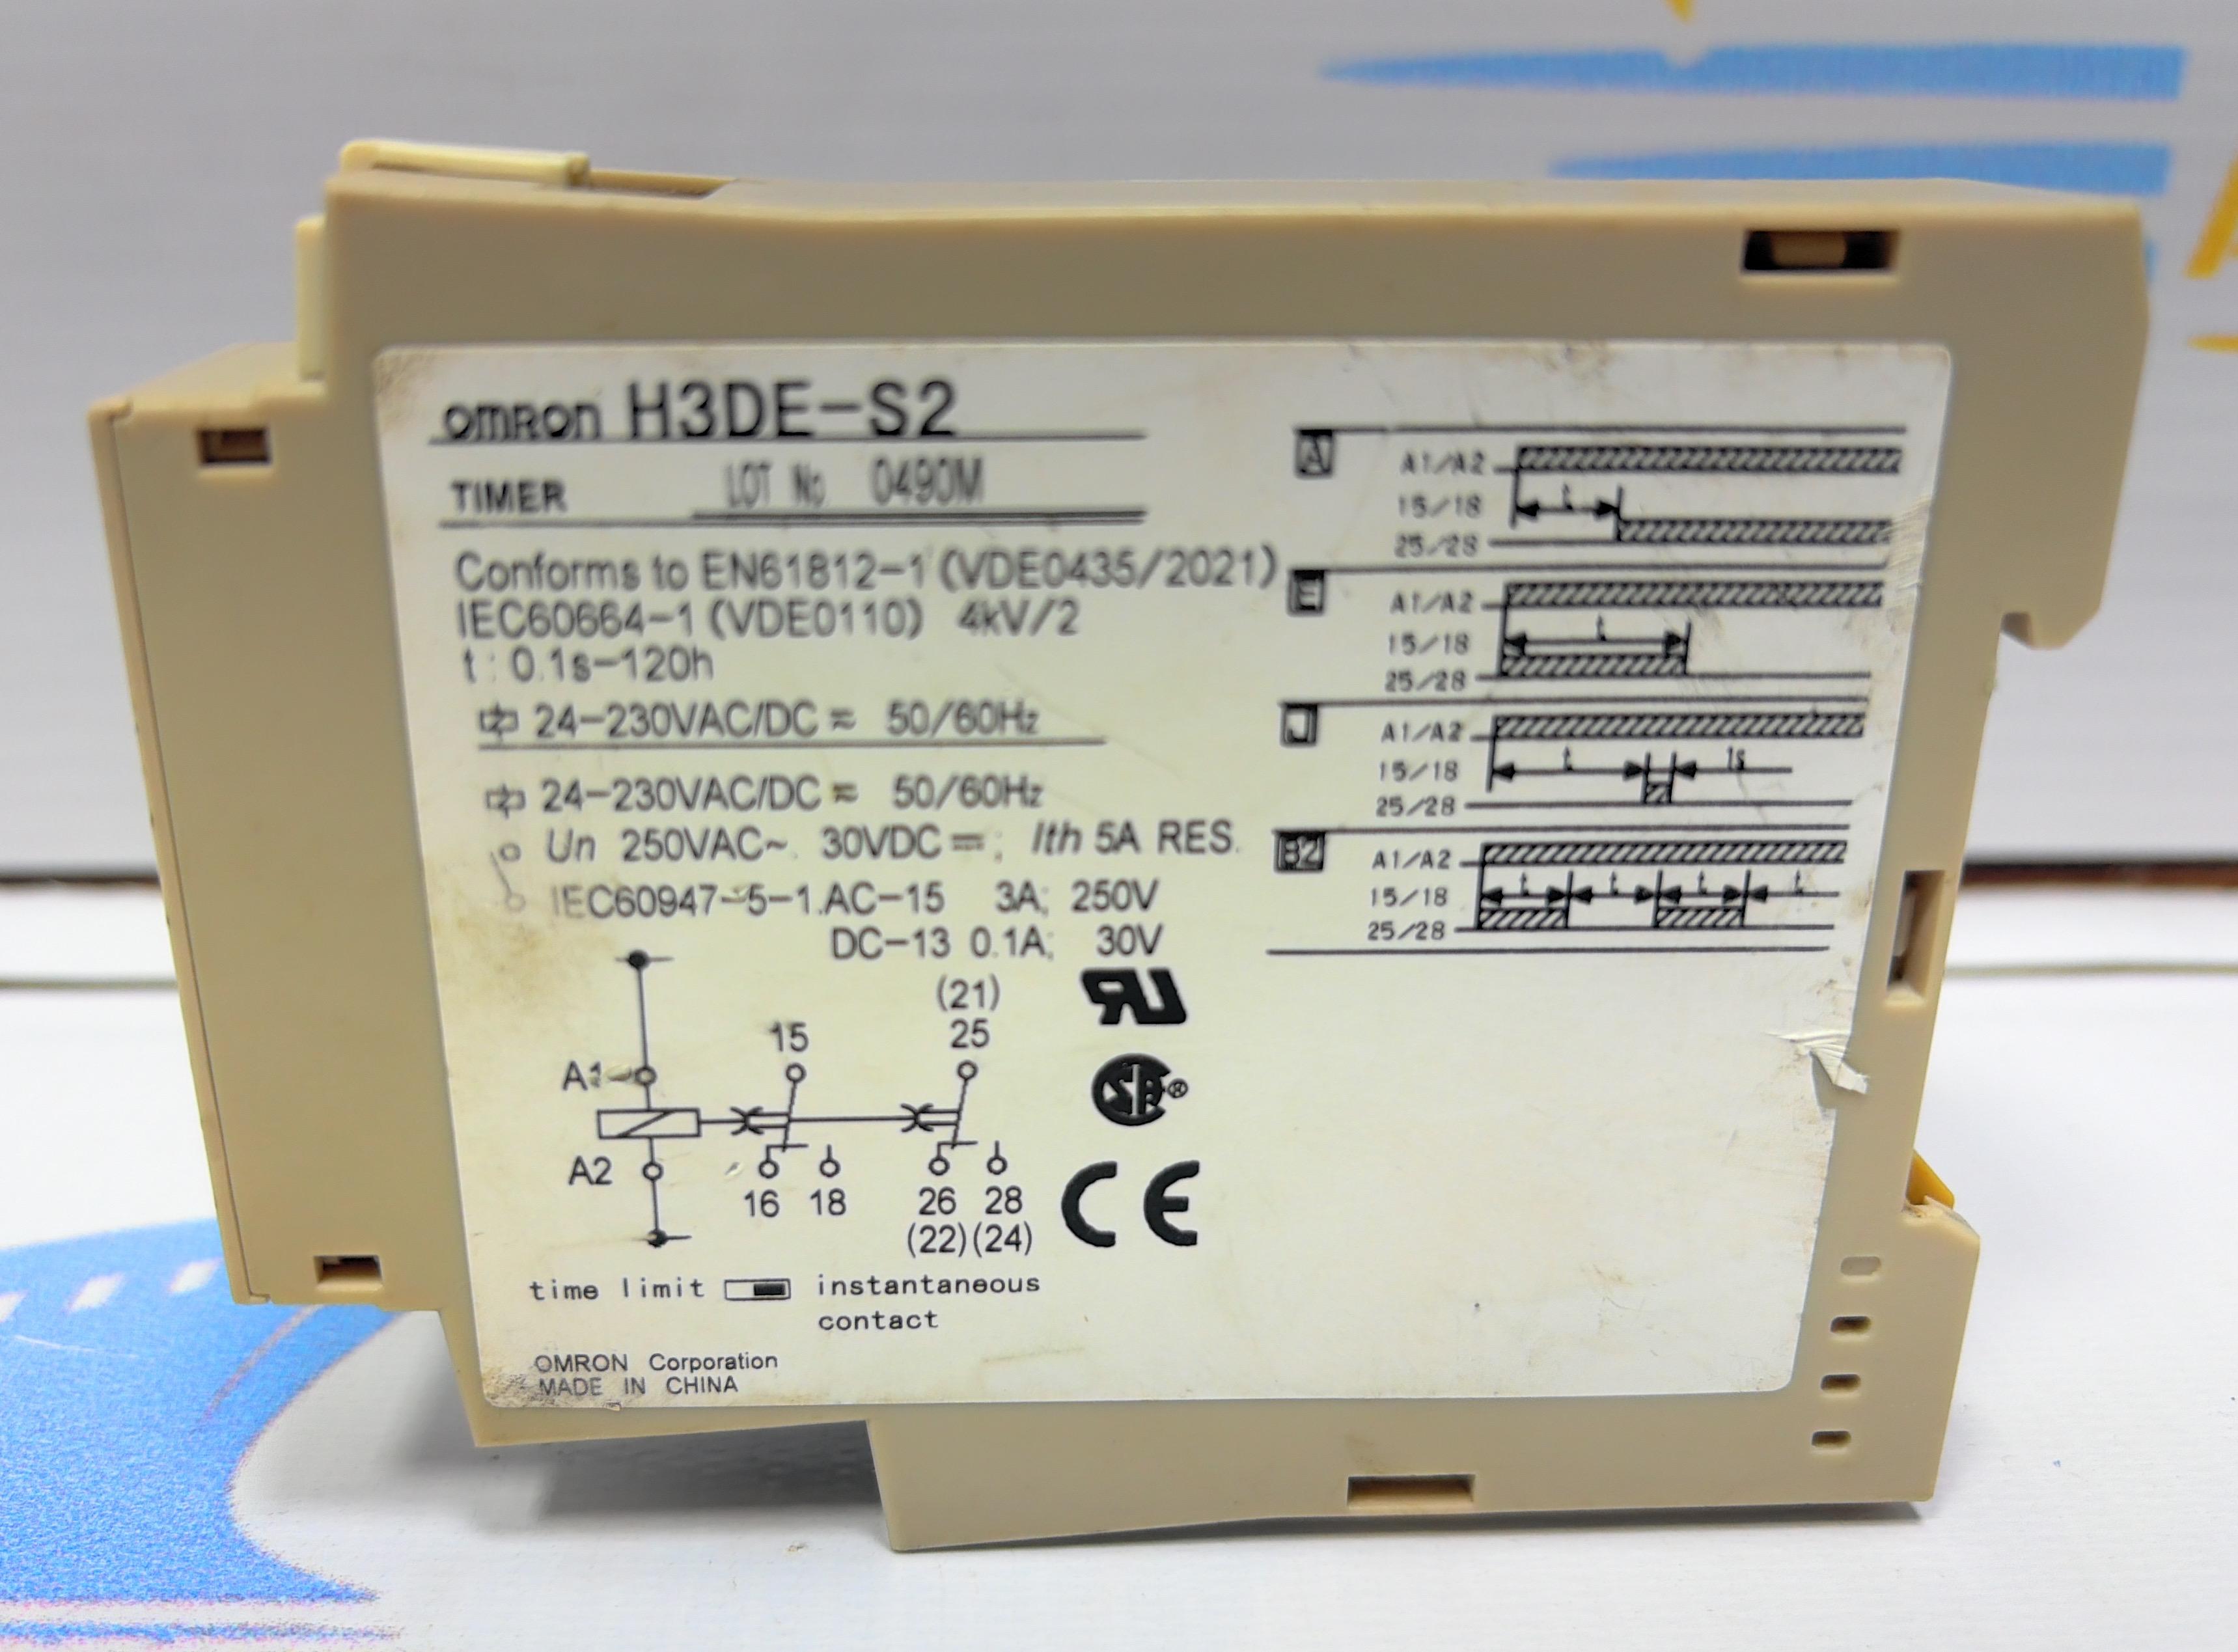 omron H3DE-S2
TIMER LOT No. 0490M
Conforms to EN61812-1 (VDE0435/2021)
IEC60664-1 (VDE0110) 4kV/2
t : 0.1s-120h
24-230VAC/DC ≂ 50/60Hz
24-230VAC/DC ≂ 50/60Hz
Un 250VAC~ 30VDC⎓; Ith 5A RES.
IEC60947-5-1 AC-15 3A; 250V
DC-13 0.1A; 30V
(21)
15 25
A1
A2
16 18 26 28
(22) (24)
RU
SP®
CE
time limit instantaneous
contact
OMRON Corporation
MADE IN CHINA
A A1/A2
15/18 t
25/28
E A1/A2
15/18 t
25/28
J A1/A2
15/18 t 1s
25/28
B2 A1/A2
15/18 t t t t
25/28